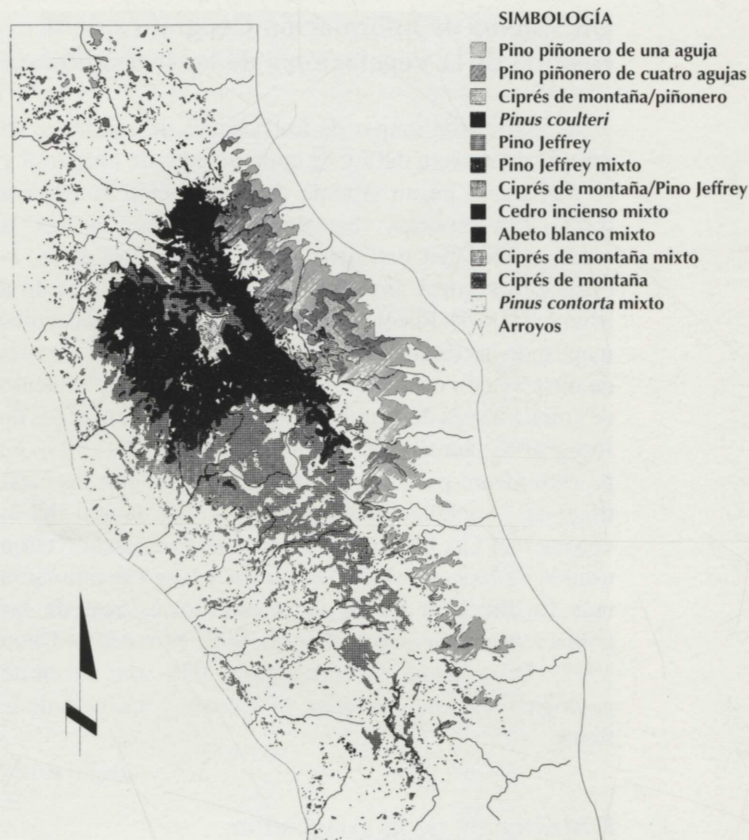 SIMBOLOGÍA
Pino piñonero de una aguja
Pino piñonero de cuatro agujas
Ciprés de montaña/piñonero
Pinus coulteri
Pino Jeffrey
Pino Jeffrey mixto
Ciprés de montaña/Pino Jeffrey
Cedro incienso mixto
Abeto blanco mixto
Ciprés de montaña mixto
Ciprés de montaña
Pinus contorta mixto
Arroyos